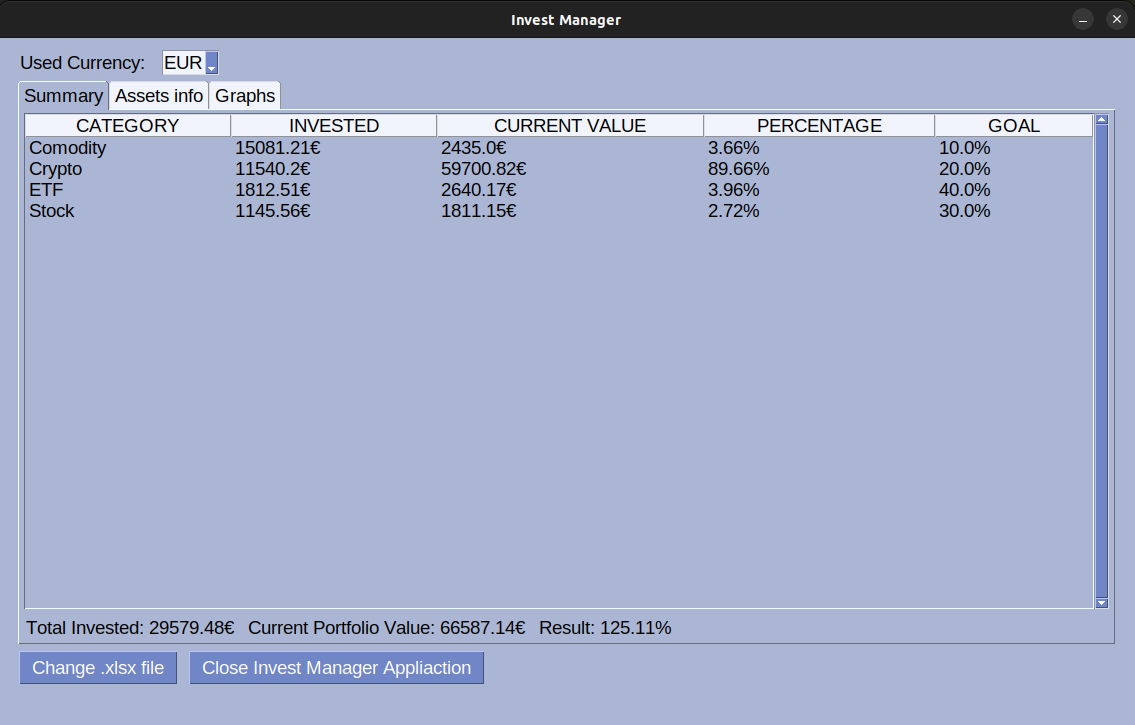 Invest Manager
Used Currency: EUR
Summary Assets info Graphs
CATEGORY INVESTED CURRENT VALUE PERCENTAGE GOAL
Comodity 15081.21€ 2435.0€ 3.66% 10.0%
Crypto 11540.2€ 59700.82€ 89.66% 20.0%
ETF 1812.51€ 2640.17€ 3.96% 40.0%
Stock 1145.56€ 1811.15€ 2.72% 30.0%
Total Invested: 29579.48€ Current Portfolio Value: 66587.14€ Result: 125.11%
Change .xlsx file Close Invest Manager Appliaction